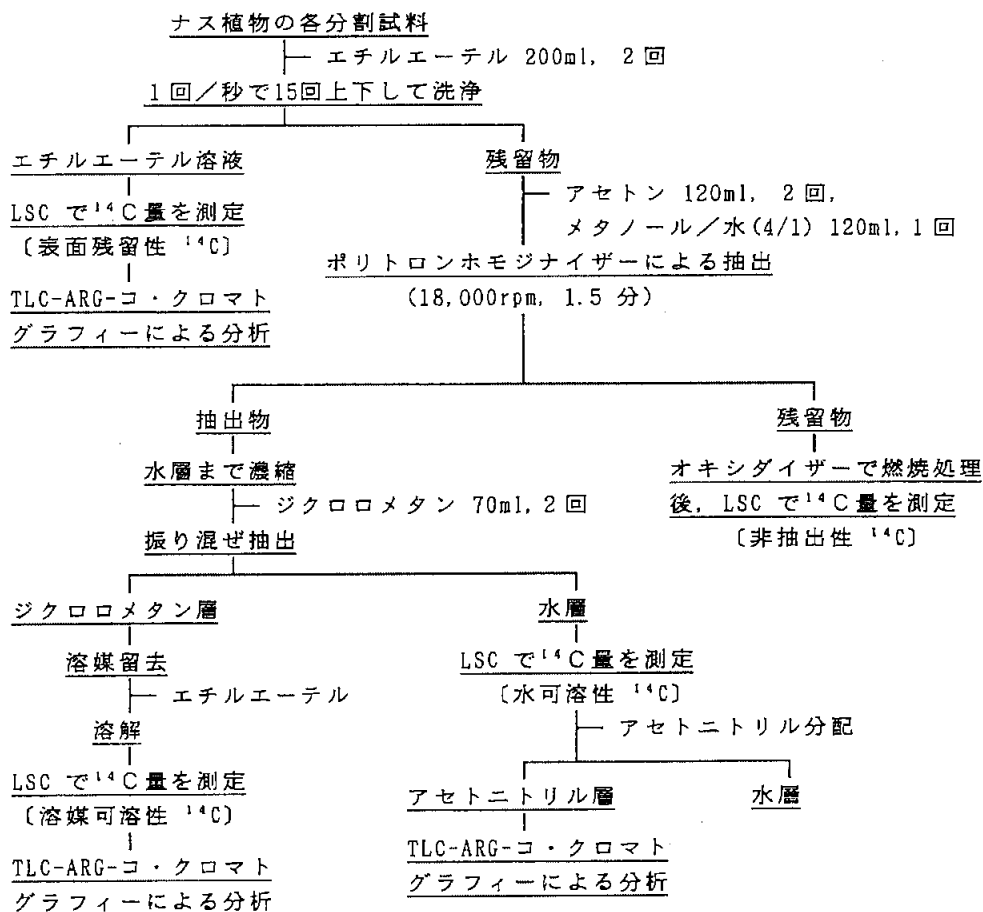 ナス植物の各分割試料
エチルエーテル 200ml, 2回
1回／秒で15回上下して洗浄
エチルエーテル溶液
LSC で¹⁴C量を測定
〔表面残留性 ¹⁴C〕
TLC-ARG-コ・クロマト
グラフィーによる分析
残留物
アセトン 120ml, 2回,
メタノール／水(4/1) 120ml,1回
ポリトロンホモジナイザーによる抽出
(18,000rpm, 1.5 分)
抽出物
水層まで濃縮
ジクロロメタン 70ml,2回
振り混ぜ抽出
残留物
オキシダイザーで燃焼処理
後, LSC で¹⁴C量を測定
〔非抽出性 ¹⁴C〕
ジクロロメタン層
溶媒留去
エチルエーテル
溶解
LSC で¹⁴C量を測定
〔溶媒可溶性 ¹⁴C〕
TLC-ARG-コ・クロマト
グラフィーによる分析
水層
LSC で¹⁴C量を測定
〔水可溶性 ¹⁴C〕
アセトニトリル分配
アセトニトリル層
TLC-ARG-コ・クロマト
グラフィーによる分析
水層